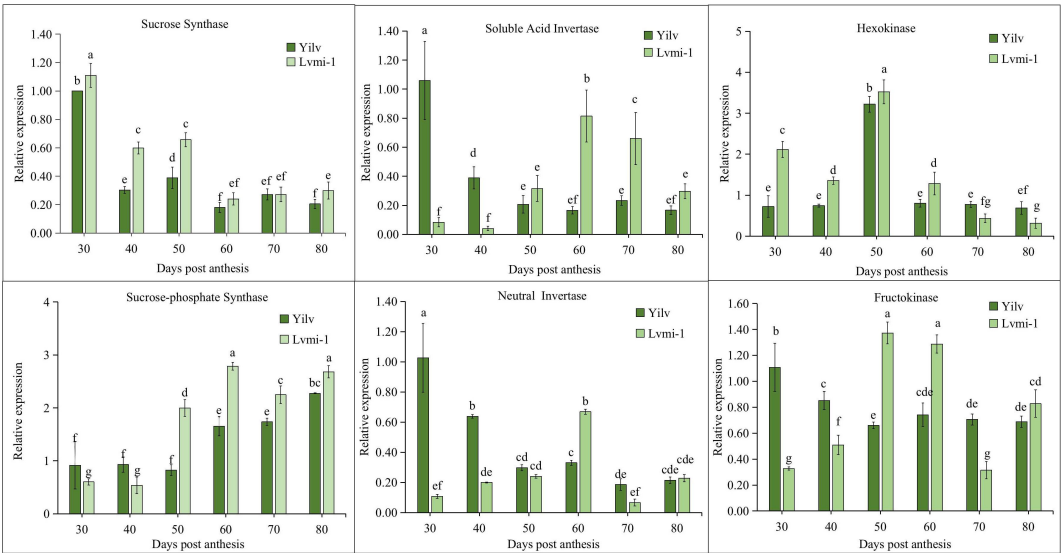 Sucrose Synthase
Relative expression
1.40
1.20
1.00
0.80
0.60
0.40
0.20
0.00
Yilv
Lvmi-1
b a
e c
d c
f ef
ef ef
f e
30 40 50 60 70 80
Days post anthesis
Soluble Acid Invertase
Relative expression
1.40
1.20
1.00
0.80
0.60
0.40
0.20
0.00
Yilv
Lvmi-1
a f
d f
e e
ef b
e c
ef e
30 40 50 60 70 80
Days post anthesis
Hexokinase
Relative expression
5
4
3
2
1
0
Yilv
Lvmi-1
e c
e d
b a
e d
e fg
ef g
30 40 50 60 70 80
Days post anthesis
Sucrose-phosphate Synthase
Relative expression
4
3
2
1
0
Yilv
Lvmi-1
f g
f g
f d
e a
e c
bc a
30 40 50 60 70 80
Days post anthesis
Neutral Invertase
Relative expression
1.40
1.20
1.00
0.80
0.60
0.40
0.20
0.00
Yilv
Lvmi-1
a ef
b de
cd cd
c b
de ef
cde cde
30 40 50 60 70 80
Days post anthesis
Fructokinase
Relative expression
1.60
1.40
1.20
1.00
0.80
0.60
0.40
0.20
0.00
Yilv
Lvmi-1
b g
c f
e a
cde a
de g
de cd
30 40 50 60 70 80
Days post anthesis